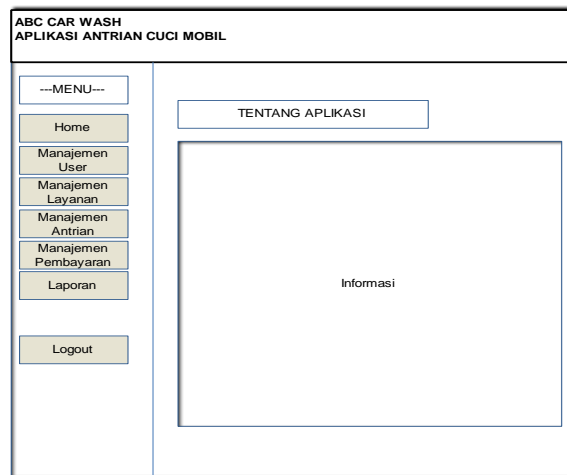 ABC CAR WASH
APLIKASI ANTRIAN CUCI MOBIL
---MENU---
Home
Manajemen
User
Manajemen
Layanan
Manajemen
Antrian
Manajemen
Pembayaran
Laporan
Logout
TENTANG APLIKASI
Informasi